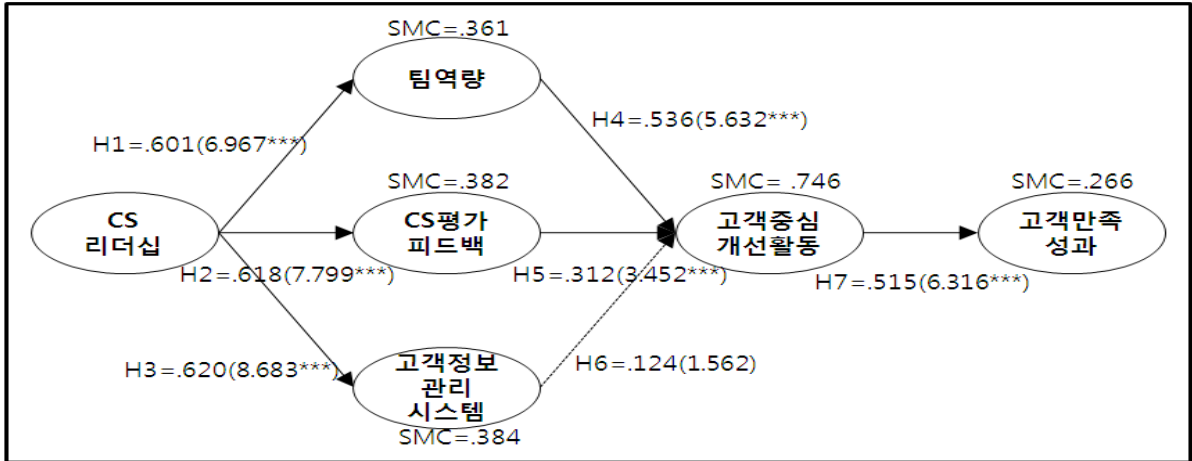 SMC=.361
팀역량
H1=.601(6.967***)
H4=.536(5.632***)
SMC=.382
SMC= .746
SMC=.266
CS
리더십
CS평가
피드백
고객중심
개선활동
고객만족
성과
H2=.618(7.799***)
H5=.312(3.452***)
H7=.515(6.316***)
H3=.620(8.683***)
고객정보
관리
시스템
H6=.124(1.562)
SMC=.384